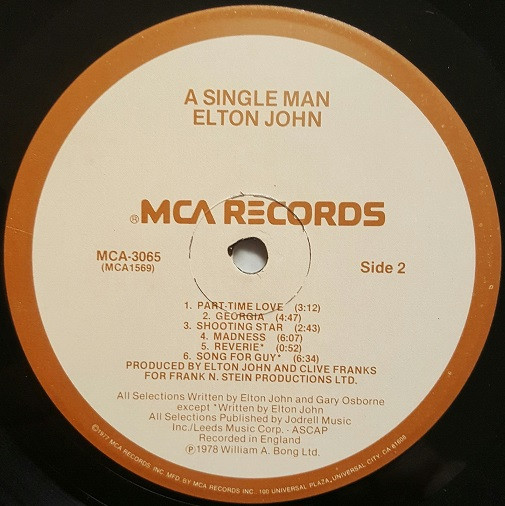 A SINGLE MAN
ELTON JOHN
®MCA RECORDS
MCA-3065
(MCA1569)
Side 2
1. PART-TIME LOVE (3:12)
2. GEORGIA (4:47)
3. SHOOTING STAR (2:43)
4. MADNESS (6:07)
5. REVERIE* (0:52)
6. SONG FOR GUY* (6:34)
PRODUCED BY ELTON JOHN AND CLIVE FRANKS
FOR FRANK N. STEIN PRODUCTIONS LTD.
All Selections Written by Elton John and Gary Osborne
except *Written by Elton John
All Selections Published by Jodrell Music
Inc./Leeds Music Corp. - ASCAP
Recorded in England
℗1978 William A. Bong Ltd.
©1977 MCA RECORDS, INC. MFD. BY MCA RECORDS INC. 100 UNIVERSAL PLAZA, UNIVERSAL CITY, CA 91608